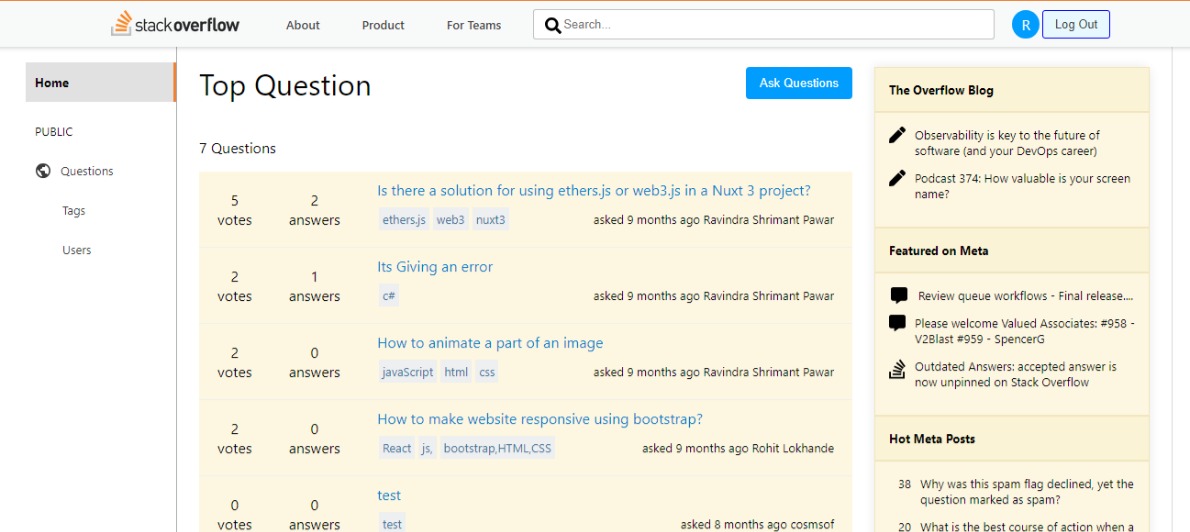 stackoverflow
About
Product
For Teams
Search...
R
Log Out
Home
PUBLIC
Questions
Tags
Users
Top Question
Ask Questions
7 Questions
5
votes
2
answers
Is there a solution for using ethers.js or web3.js in a Nuxt 3 project?
ethers.js web3 nuxt3
asked 9 months ago Ravindra Shrimant Pawar
2
votes
1
answers
Its Giving an error
c#
asked 9 months ago Ravindra Shrimant Pawar
2
votes
0
answers
How to animate a part of an image
javaScript html css
asked 9 months ago Ravindra Shrimant Pawar
2
votes
0
answers
How to make website responsive using bootstrap?
React js, bootstrap,HTML,CSS
asked 9 months ago Rohit Lokhande
0
votes
0
answers
test
test
asked 8 months ago cosmsof
The Overflow Blog
Observability is key to the future of
software (and your DevOps career)
Podcast 374: How valuable is your screen
name?
Featured on Meta
Review queue workflows - Final release....
Please welcome Valued Associates: #958 -
V2Blast #959 - SpencerG
Outdated Answers: accepted answer is
now unpinned on Stack Overflow
Hot Meta Posts
38 Why was this spam flag declined, yet the
question marked as spam?
20 What is the best course of action when a